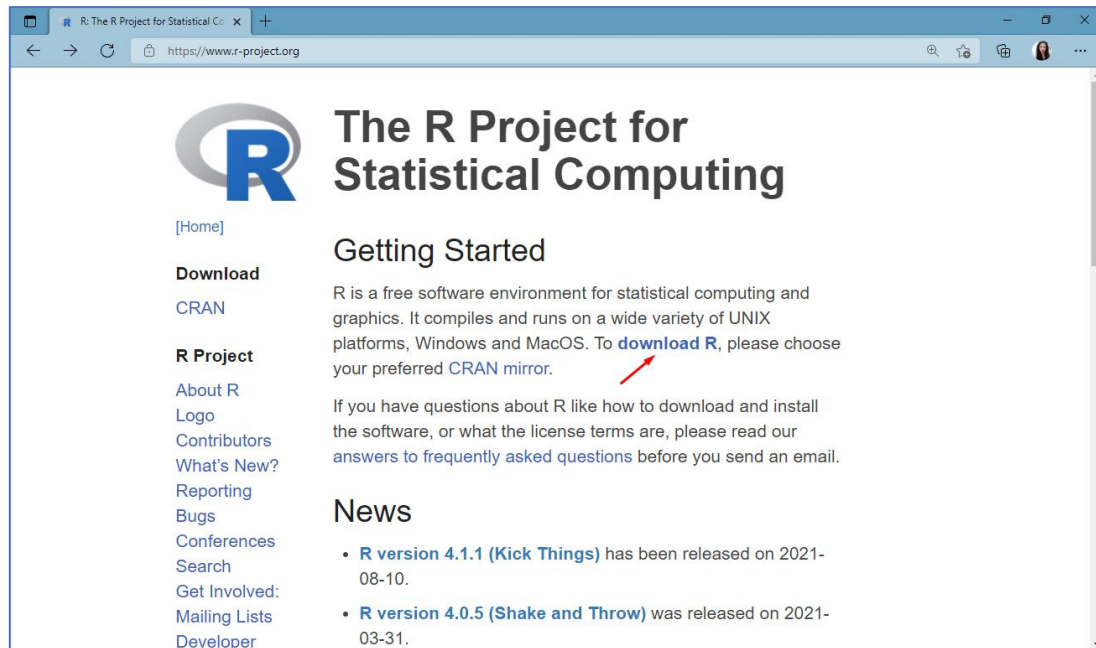 R: The R Project for Statistical Co
https://www.r-project.org
R
The R Project for
Statistical Computing
[Home]
Download
CRAN
R Project
About R
Logo
Contributors
What's New?
Reporting
Bugs
Conferences
Search
Get Involved:
Mailing Lists
Developer
Getting Started
R is a free software environment for statistical computing and
graphics. It compiles and runs on a wide variety of UNIX
platforms, Windows and MacOS. To download R, please choose
your preferred CRAN mirror.
If you have questions about R like how to download and install
the software, or what the license terms are, please read our
answers to frequently asked questions before you send an email.
News
• R version 4.1.1 (Kick Things) has been released on 2021-
08-10.
• R version 4.0.5 (Shake and Throw) was released on 2021-
03-31.